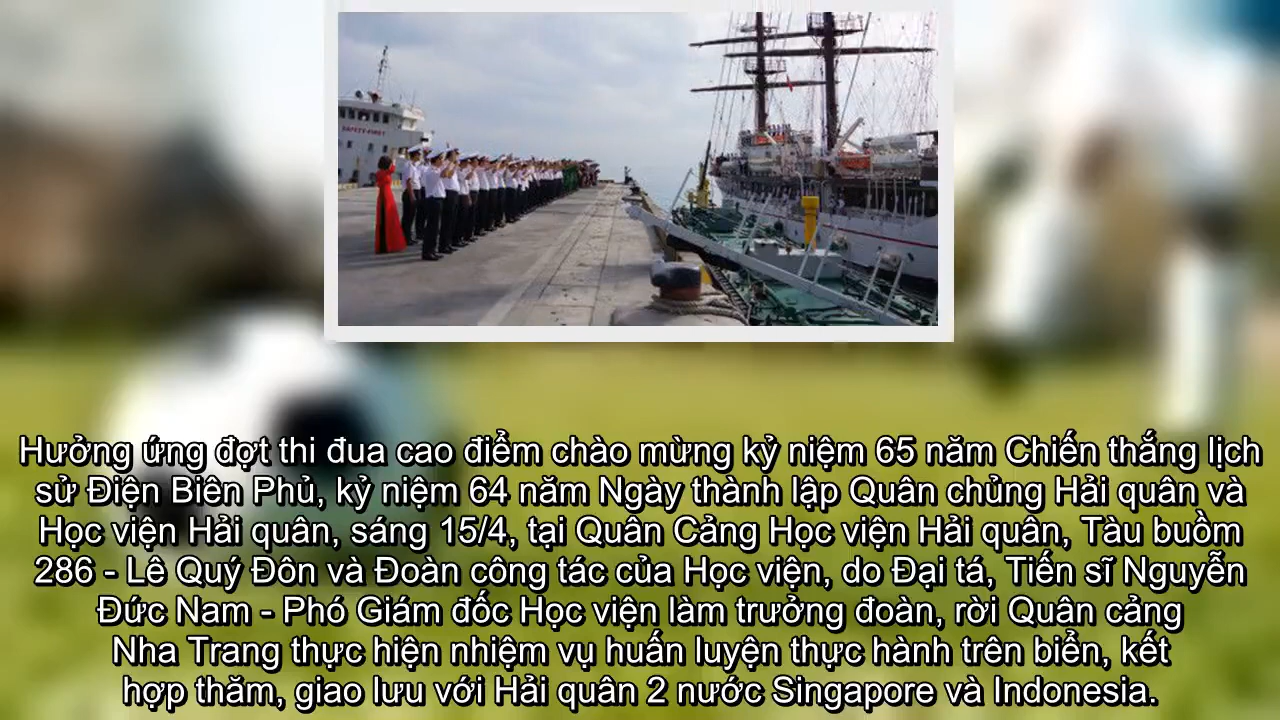 SAFETY FIRST
Hưởng ứng đợt thi đua cao điểm chào mừng kỷ niệm 65 năm Chiến thắng lịch
sử Điện Biên Phủ, kỷ niệm 64 năm Ngày thành lập Quân chủng Hải quân và
Học viện Hải quân, sáng 15/4, tại Quân Cảng Học viện Hải quân, Tàu buồm
286 - Lê Quý Đôn và Đoàn công tác của Học viện, do Đại tá, Tiến sĩ Nguyễn
Đức Nam - Phó Giám đốc Học viện làm trưởng đoàn, rời Quân cảng
Nha Trang thực hiện nhiệm vụ huấn luyện thực hành trên biển, kết
hợp thăm, giao lưu với Hải quân 2 nước Singapore và Indonesia.